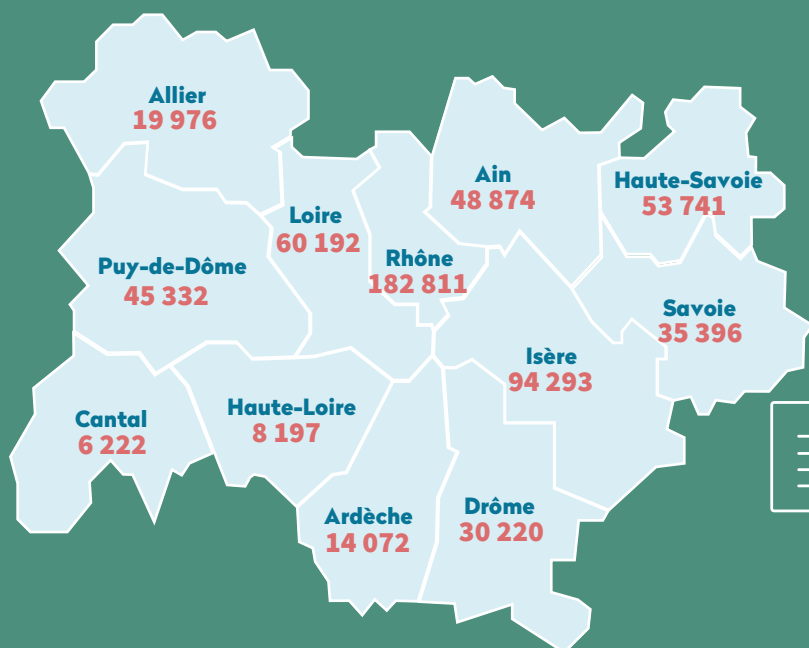 Allier
19 976
Ain
48 874
Haute-Savoie
53 741
Loire
60 192
Rhône
182 811
Puy-de-Dôme
45 332
Savoie
35 396
Isère
94 293
Haute-Loire
8 197
Cantal
6 222
Ardèche
14 072
Drôme
30 220